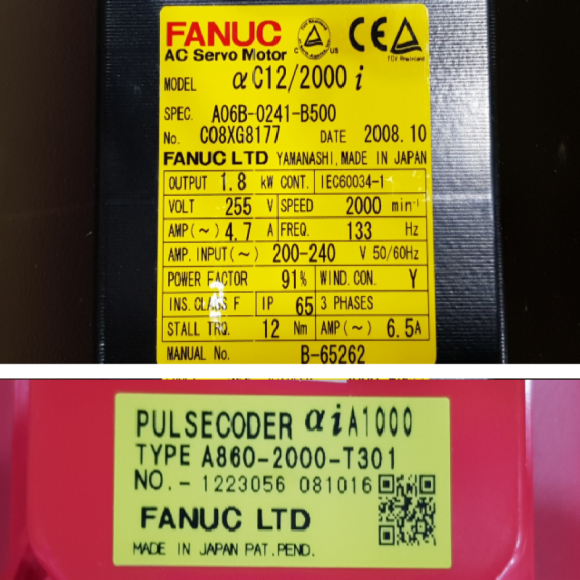 FANUC
AC Servo Motor
C US
TÜV Rheinland
MODEL αC12/2000 i
SPEC. A06B-0241-B500
No. C08XG8177 DATE 2008.10
FANUC LTD YAMANASHI, MADE IN JAPAN
OUTPUT 1.8 kW CONT. IEC60034-1
VOLT 255 V SPEED 2000 min⁻¹
AMP(~) 4.7 A FREQ. 133 Hz
AMP. INPUT(~) 200-240 V 50/60Hz
POWER FACTOR 91% WIND. CON. Y
INS. CLASS F IP 65 3 PHASES
STALL TRQ. 12 Nm AMP(~) 6.5A
MANUAL No. B-65262
PULSECODER αiA1000
TYPE A860-2000-T301
NO.- 1223056 081016
FANUC LTD
MADE IN JAPAN PAT. PEND.